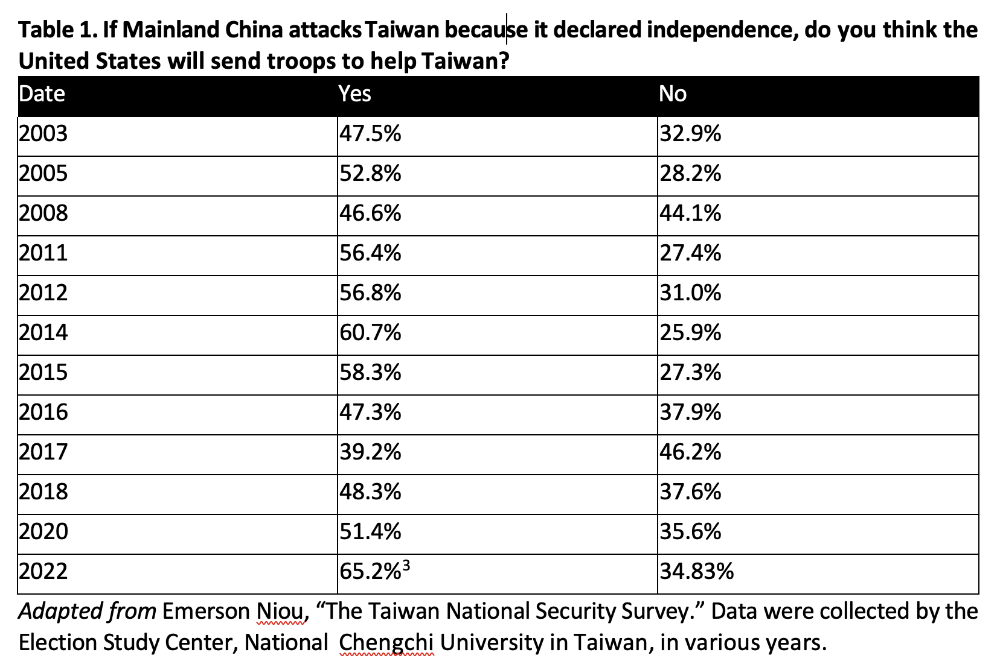 Table 1. If Mainland China attacks Taiwan because it declared independence, do you think the
United States will send troops to help Taiwan?
Date Yes No
2003 47.5% 32.9%
2005 52.8% 28.2%
2008 46.6% 44.1%
2011 56.4% 27.4%
2012 56.8% 31.0%
2014 60.7% 25.9%
2015 58.3% 27.3%
2016 47.3% 37.9%
2017 39.2% 46.2%
2018 48.3% 37.6%
2020 51.4% 35.6%
2022 65.2%³ 34.83%
Adapted from Emerson Niou, “The Taiwan National Security Survey.” Data were collected by the
Election Study Center, National Chengchi University in Taiwan, in various years.